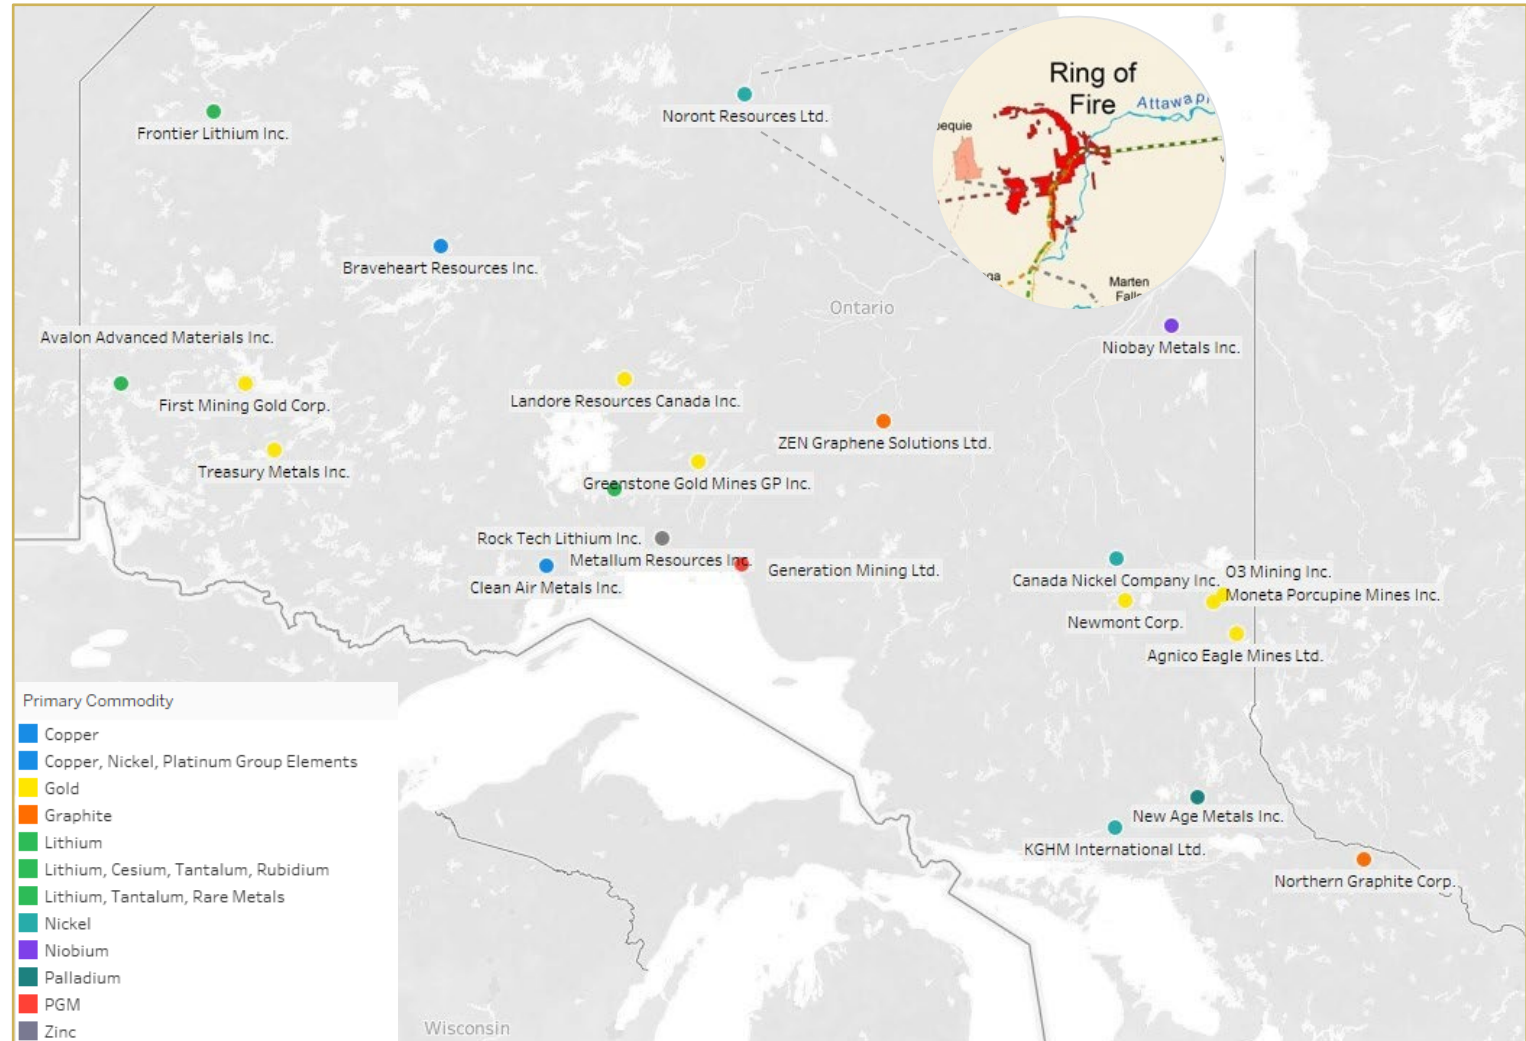 Ring of
Fire
Attawapi
equie
nga
Marten
Falls
Frontier Lithium Inc.
Noront Resources Ltd.
Braveheart Resources Inc.
Ontario
Avalon Advanced Materials Inc.
Niobay Metals Inc.
First Mining Gold Corp.
Landore Resources Canada Inc.
ZEN Graphene Solutions Ltd.
Treasury Metals Inc.
Greenstone Gold Mines GP Inc.
Rock Tech Lithium Inc.
Metallum Resources Inc.
Generation Mining Ltd.
Clean Air Metals Inc.
Canada Nickel Company Inc.
O3 Mining Inc.
Moneta Porcupine Mines Inc.
Newmont Corp.
Agnico Eagle Mines Ltd.
New Age Metals Inc.
KGHM International Ltd.
Northern Graphite Corp.
Primary Commodity
Copper
Copper, Nickel, Platinum Group Elements
Gold
Graphite
Lithium
Lithium, Cesium, Tantalum, Rubidium
Lithium, Tantalum, Rare Metals
Nickel
Niobium
Palladium
PGM
Zinc
Wisconsin